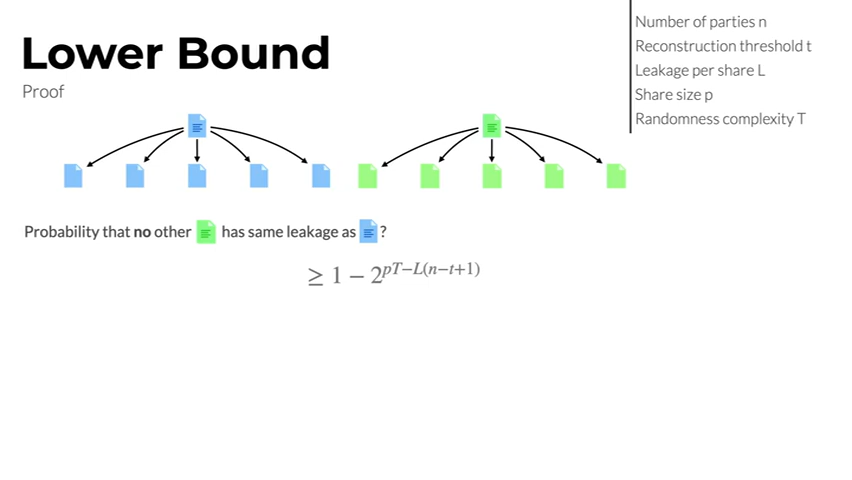 Lower Bound
Proof
Number of parties n
Reconstruction threshold t
Leakage per share L
Share size p
Randomness complexity T
Probability that no other has same leakage as ?
≥ 1 − 2^{pT−L(n−t+1)}